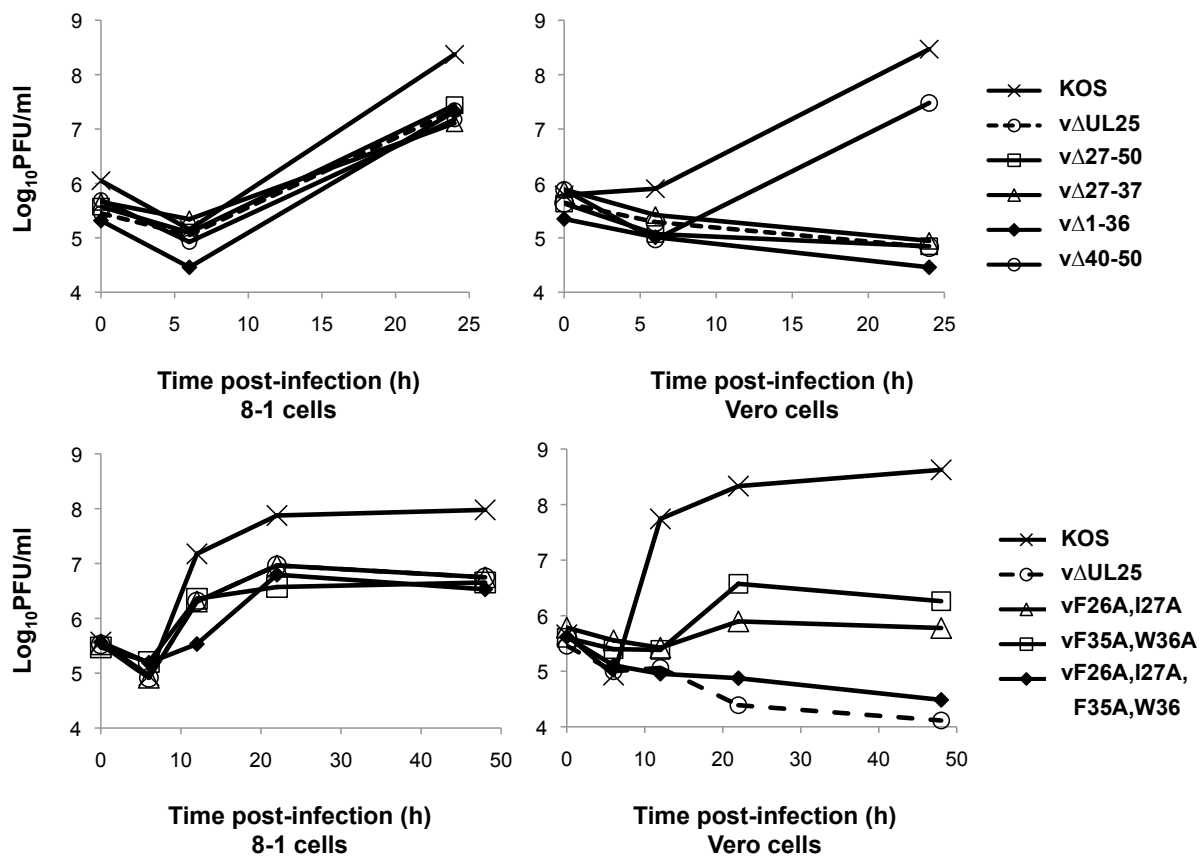 Log₁₀PFU/ml
9
8
7
6
5
4
0 5 10 15 20 25
Time post-infection (h)
8-1 cells
9
8
7
6
5
4
0 5 10 15 20 25
Time post-infection (h)
Vero cells
KOS
vΔUL25
vΔ27-50
vΔ27-37
vΔ1-36
vΔ40-50
Log₁₀PFU/ml
9
8
7
6
5
4
0 10 20 30 40 50
Time post-infection (h)
8-1 cells
9
8
7
6
5
4
0 10 20 30 40 50
Time post-infection (h)
Vero cells
KOS
vΔUL25
vF26A,I27A
vF35A,W36A
vF26A,I27A,
F35A,W36